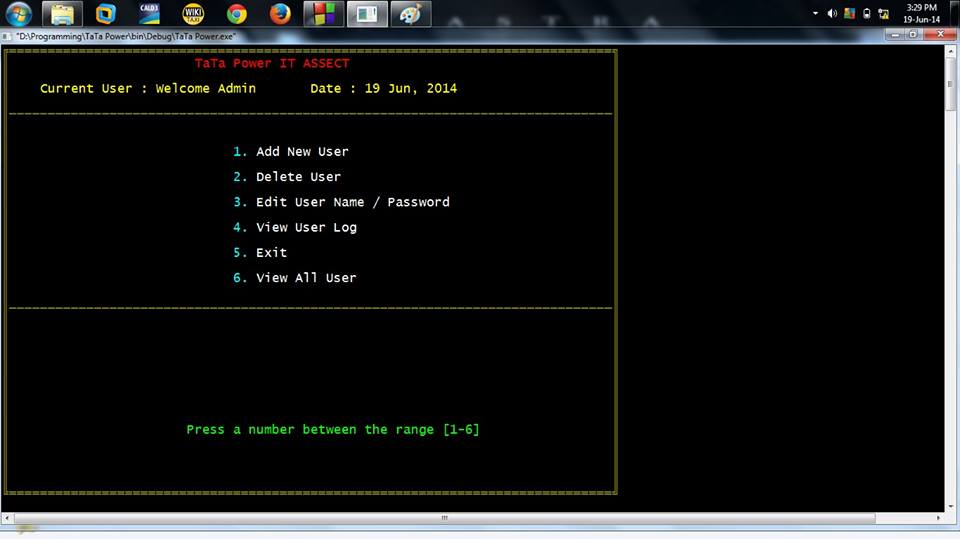 CALD3
WIKI
TAXI
3:29 PM
19-Jun-14
"D:\Programming\TaTa Power\bin\Debug\TaTa Power.exe"
TaTa Power IT ASSECT
Current User : Welcome Admin Date : 19 Jun, 2014
1. Add New User
2. Delete User
3. Edit User Name / Password
4. View User Log
5. Exit
6. View All User
Press a number between the range [1-6]